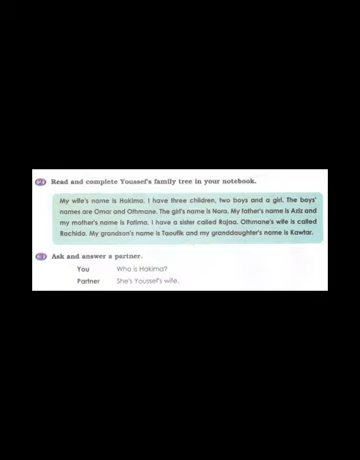 Read and complete Youssef's family tree in your notebook.
My wife's name is Hakima. I have three children, two boys and a girl. The boys'
names are Omar and Othmane. The girl's name is Nora. My father's name is Aziz and
my mother's name is Fatima. I have a sister called Rajaa. Othmane's wife is called
Rachida. My grandson's name is Taoufik and my granddaughter's name is Kawtar.
Ask and answer a partner.
You Who is Hakima?
Partner She's Youssef's wife.